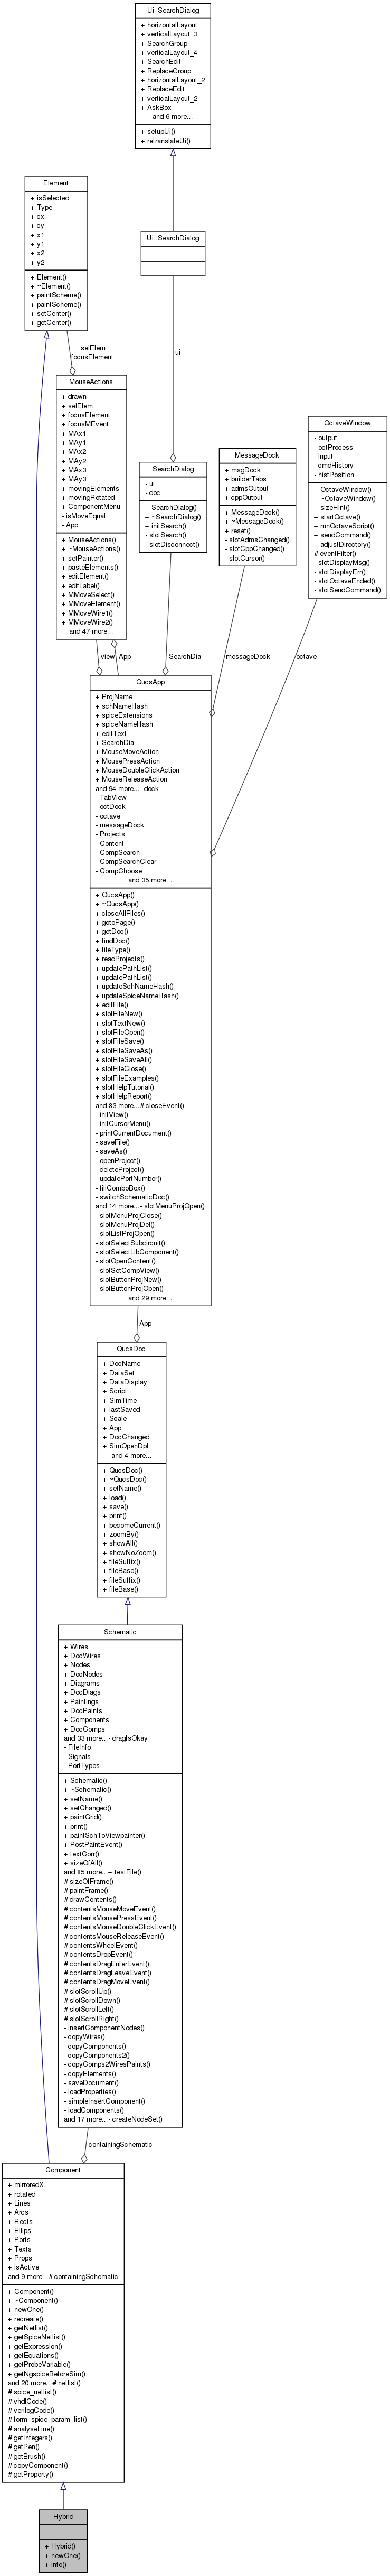 Ui_SearchDialog
+ horizontalLayout
+ verticalLayout_3
+ SearchGroup
+ verticalLayout_4
+ SearchEdit
+ ReplaceGroup
+ horizontalLayout_2
+ ReplaceEdit
+ verticalLayout_2
+ AskBox
and 6 more...
+ setupUi()
+ retranslateUi()
Element
+ isSelected
+ Type
+ cx
+ cy
+ x1
+ y1
+ x2
+ y2
+ Element()
+ ~Element()
+ paintScheme()
+ paintScheme()
+ setCenter()
+ getCenter()
Ui::SearchDialog
selElem
focusElement
ui
MouseActions
+ drawn
+ selElem
+ focusElement
+ focusMEvent
+ MAx1
+ MAy1
+ MAx2
+ MAy2
+ MAx3
+ MAy3
+ movingElements
+ movingRotated
+ ComponentMenu
- isMoveEqual
- App
+ MouseActions()
+ ~MouseActions()
+ setPainter()
+ pasteElements()
+ editElement()
+ editLabel()
+ MMoveSelect()
+ MMoveElement()
+ MMoveWire1()
+ MMoveWire2()
and 47 more...
SearchDialog
- ui
- doc
+ SearchDialog()
+ ~SearchDialog()
+ initSearch()
- slotSearch()
- slotDisconnect()
MessageDock
+ msgDock
+ builderTabs
+ admsOutput
+ cppOutput
+ MessageDock()
+ ~MessageDock()
+ reset()
- slotAdmsChanged()
- slotCppChanged()
- slotCursor()
OctaveWindow
- output
- octProcess
- input
- cmdHistory
- histPosition
+ OctaveWindow()
+ ~OctaveWindow()
+ sizeHint()
+ startOctave()
+ runOctaveScript()
+ sendCommand()
+ adjustDirectory()
# eventFilter()
- slotDisplayMsg()
- slotDisplayErr()
- slotOctaveEnded()
- slotSendCommand()
view
App
SearchDia
messageDock
octave
QucsApp
+ ProjName
+ schNameHash
+ spiceExtensions
+ spiceNameHash
+ editText
+ SearchDia
+ MouseMoveAction
+ MousePressAction
+ MouseDoubleClickAction
+ MouseReleaseAction
and 94 more...- dock
- TabView
- octDock
- octave
- messageDock
- Projects
- Content
- CompSearch
- CompSearchClear
- CompChoose
and 35 more...
+ QucsApp()
+ ~QucsApp()
+ closeAllFiles()
+ gotoPage()
+ getDoc()
+ findDoc()
+ fileType()
+ readProjects()
+ updatePathList()
+ updatePathList()
+ updateSchNameHash()
+ updateSpiceNameHash()
+ editFile()
+ slotFileNew()
+ slotTextNew()
+ slotFileOpen()
+ slotFileSave()
+ slotFileSaveAs()
+ slotFileSaveAll()
+ slotFileClose()
+ slotFileExamples()
+ slotHelpTutorial()
+ slotHelpReport()
and 83 more...# closeEvent()
- initView()
- initCursorMenu()
- printCurrentDocument()
- saveFile()
- saveAs()
- openProject()
- deleteProject()
- updatePortNumber()
- fillComboBox()
- switchSchematicDoc()
and 14 more...- slotMenuProjOpen()
- slotMenuProjClose()
- slotMenuProjDel()
- slotListProjOpen()
- slotSelectSubcircuit()
- slotSelectLibComponent()
- slotOpenContent()
- slotSetCompView()
- slotButtonProjNew()
- slotButtonProjOpen()
and 29 more...
App
QucsDoc
+ DocName
+ DataSet
+ DataDisplay
+ Script
+ SimTime
+ lastSaved
+ Scale
+ App
+ DocChanged
+ SimOpenDpl
and 4 more...
+ QucsDoc()
+ ~QucsDoc()
+ setName()
+ load()
+ save()
+ print()
+ becomeCurrent()
+ zoomBy()
+ showAll()
+ showNoZoom()
+ fileSuffix()
+ fileBase()
+ fileSuffix()
+ fileBase()
Schematic
+ Wires
+ DocWires
+ Nodes
+ DocNodes
+ Diagrams
+ DocDiags
+ Paintings
+ DocPaints
+ Components
+ DocComps
and 33 more...- dragIsOkay
- FileInfo
- Signals
- PortTypes
+ Schematic()
+ ~Schematic()
+ setName()
+ setChanged()
+ paintGrid()
+ print()
+ paintSchToViewpainter()
+ PostPaintEvent()
+ textCorr()
+ sizeOfAll()
and 85 more...+ testFile()
# sizeOfFrame()
# paintFrame()
# drawContents()
# contentsMouseMoveEvent()
# contentsMousePressEvent()
# contentsMouseDoubleClickEvent()
# contentsMouseReleaseEvent()
# contentsWheelEvent()
# contentsDropEvent()
# contentsDragEnterEvent()
# contentsDragLeaveEvent()
# contentsDragMoveEvent()
# slotScrollUp()
# slotScrollDown()
# slotScrollLeft()
# slotScrollRight()
- insertComponentNodes()
- copyWires()
- copyComponents()
- copyComponents2()
- copyComps2WiresPaints()
- copyElements()
- saveDocument()
- loadProperties()
- simpleInsertComponent()
- loadComponents()
and 17 more...- createNodeSet()
containingSchematic
Component
+ mirroredX
+ rotated
+ Lines
+ Arcs
+ Rects
+ Ellips
+ Ports
+ Texts
+ Props
+ isActive
and 9 more...# containingSchematic
+ Component()
+ ~Component()
+ newOne()
+ recreate()
+ getNetlist()
+ getSpiceNetlist()
+ getExpression()
+ getEquations()
+ getProbeVariable()
+ getNgspiceBeforeSim()
and 20 more...# netlist()
# spice_netlist()
# vhdlCode()
# verilogCode()
# form_spice_param_list()
# analyseLine()
# getIntegers()
# getPen()
# getBrush()
# copyComponent()
# getProperty()
Hybrid
+ Hybrid()
+ newOne()
+ info()